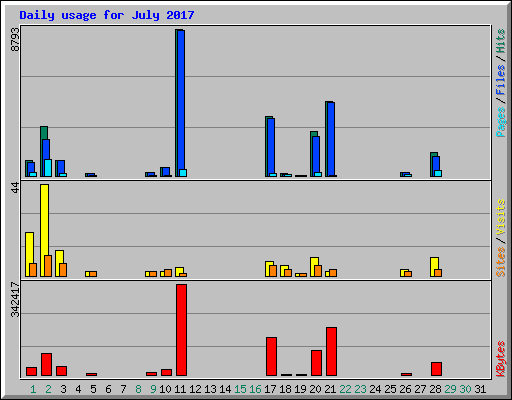 Daily usage for July 2017
8793
Pages/Files/Hits
44
Sites/Visits
342417
KBytes
1 2 3 4 5 6 7 8 9 10 11 12 13 14 15 16 17 18 19 20 21 22 23 24 25 26 27 28 29 30 31